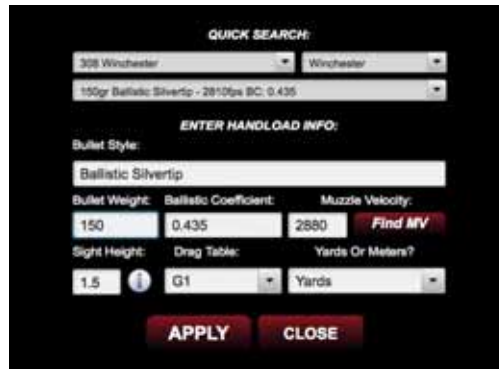 QUICK SEARCH:
308 Winchester Winchester
150gr Ballistic Silvertip - 2810fps BC: 0.435
ENTER HANDLOAD INFO:
Bullet Style:
Ballistic Silvertip
Bullet Weight: Ballistic Coefficient: Muzzle Velocity:
150 0.435 2880 Find MV
Sight Height: Drag Table: Yards Or Meters?
1.5 i G1 Yards
APPLY CLOSE